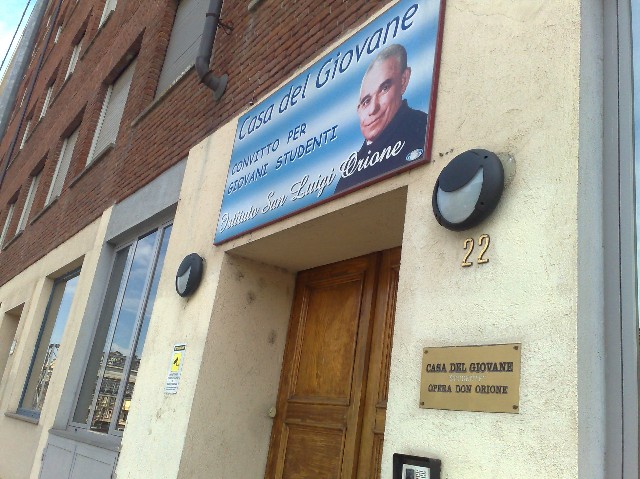 Casa del Giovane
CONVITTO PER
GIOVANI STUDENTI
Istituto San Luigi Orione
22
CASA DEL GIOVANE
OPERA DON ORIONE